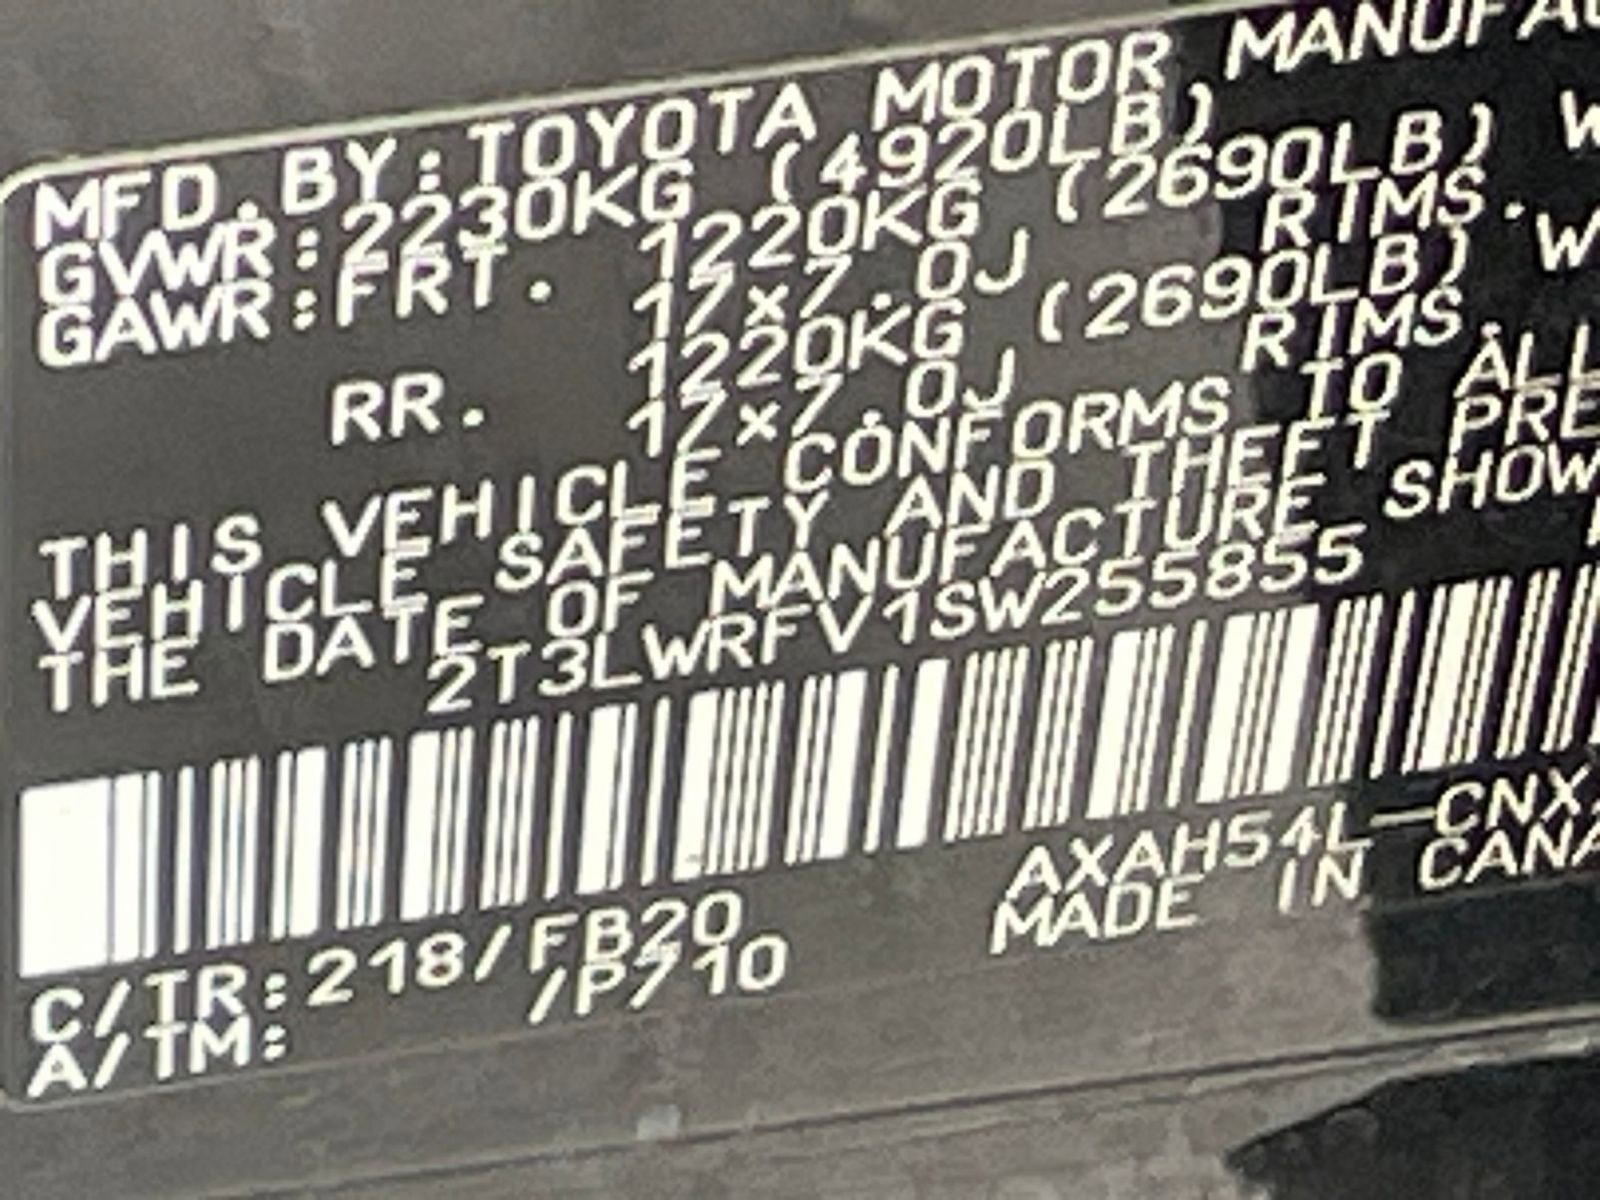 MFD.BY:TOYOTA MOTOR MANUFAC
GVWR:2230KG (4920LB)
GAWR:FRT. 1220KG (2690LB) W
17×7.0J RIMS.
RR. 1220KG (2690LB) W
17×7.0J RIMS.
THIS VEHICLE CONFORMS TO ALL
VEHICLE SAFETY AND THEFT PRE
THE DATE OF MANUFACTURE SHOW
2T3LWRFV1SW255855
C/TR:218/FB20
A/TM: /P710
AXAH54L-CNX
MADE IN CANA